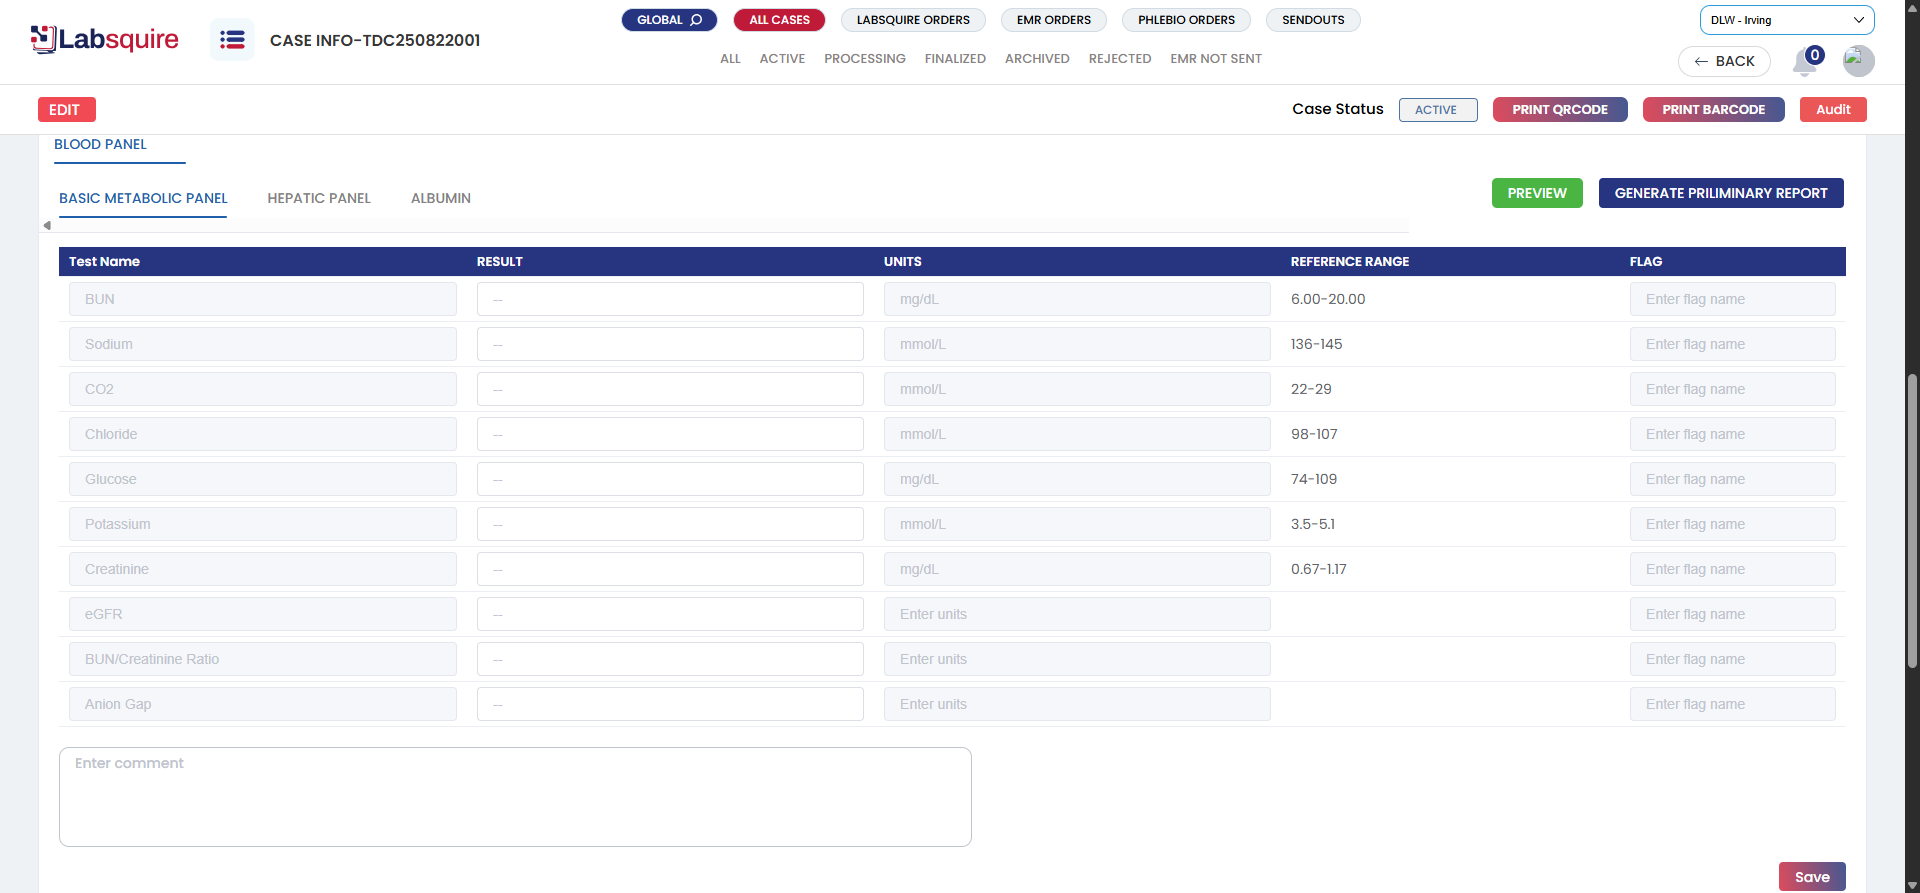 Labsquire
CASE INFO-TDC250822001
GLOBAL
ALL CASES
LABSQUIRE ORDERS
EMR ORDERS
PHLEBIO ORDERS
SENDOUTS
DLW - Irving
ALL ACTIVE PROCESSING FINALIZED ARCHIVED REJECTED EMR NOT SENT
← BACK
0
EDIT
Case Status ACTIVE PRINT QRCODE PRINT BARCODE Audit
BLOOD PANEL
BASIC METABOLIC PANEL HEPATIC PANEL ALBUMIN
PREVIEW GENERATE PRILIMINARY REPORT
Test Name RESULT UNITS REFERENCE RANGE FLAG
BUN -- mg/dL 6.00-20.00 Enter flag name
Sodium -- mmol/L 136-145 Enter flag name
CO2 -- mmol/L 22-29 Enter flag name
Chloride -- mmol/L 98-107 Enter flag name
Glucose -- mg/dL 74-109 Enter flag name
Potassium -- mmol/L 3.5-5.1 Enter flag name
Creatinine -- mg/dL 0.67-1.17 Enter flag name
eGFR -- Enter units Enter flag name
BUN/Creatinine Ratio -- Enter units Enter flag name
Anion Gap -- Enter units Enter flag name
Enter comment
Save